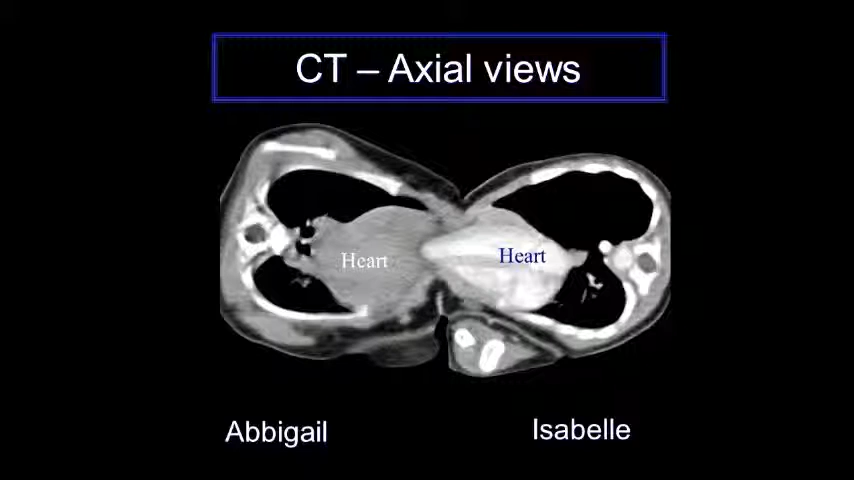 CT – Axial views
Heart
Heart
Abbigail
Isabelle